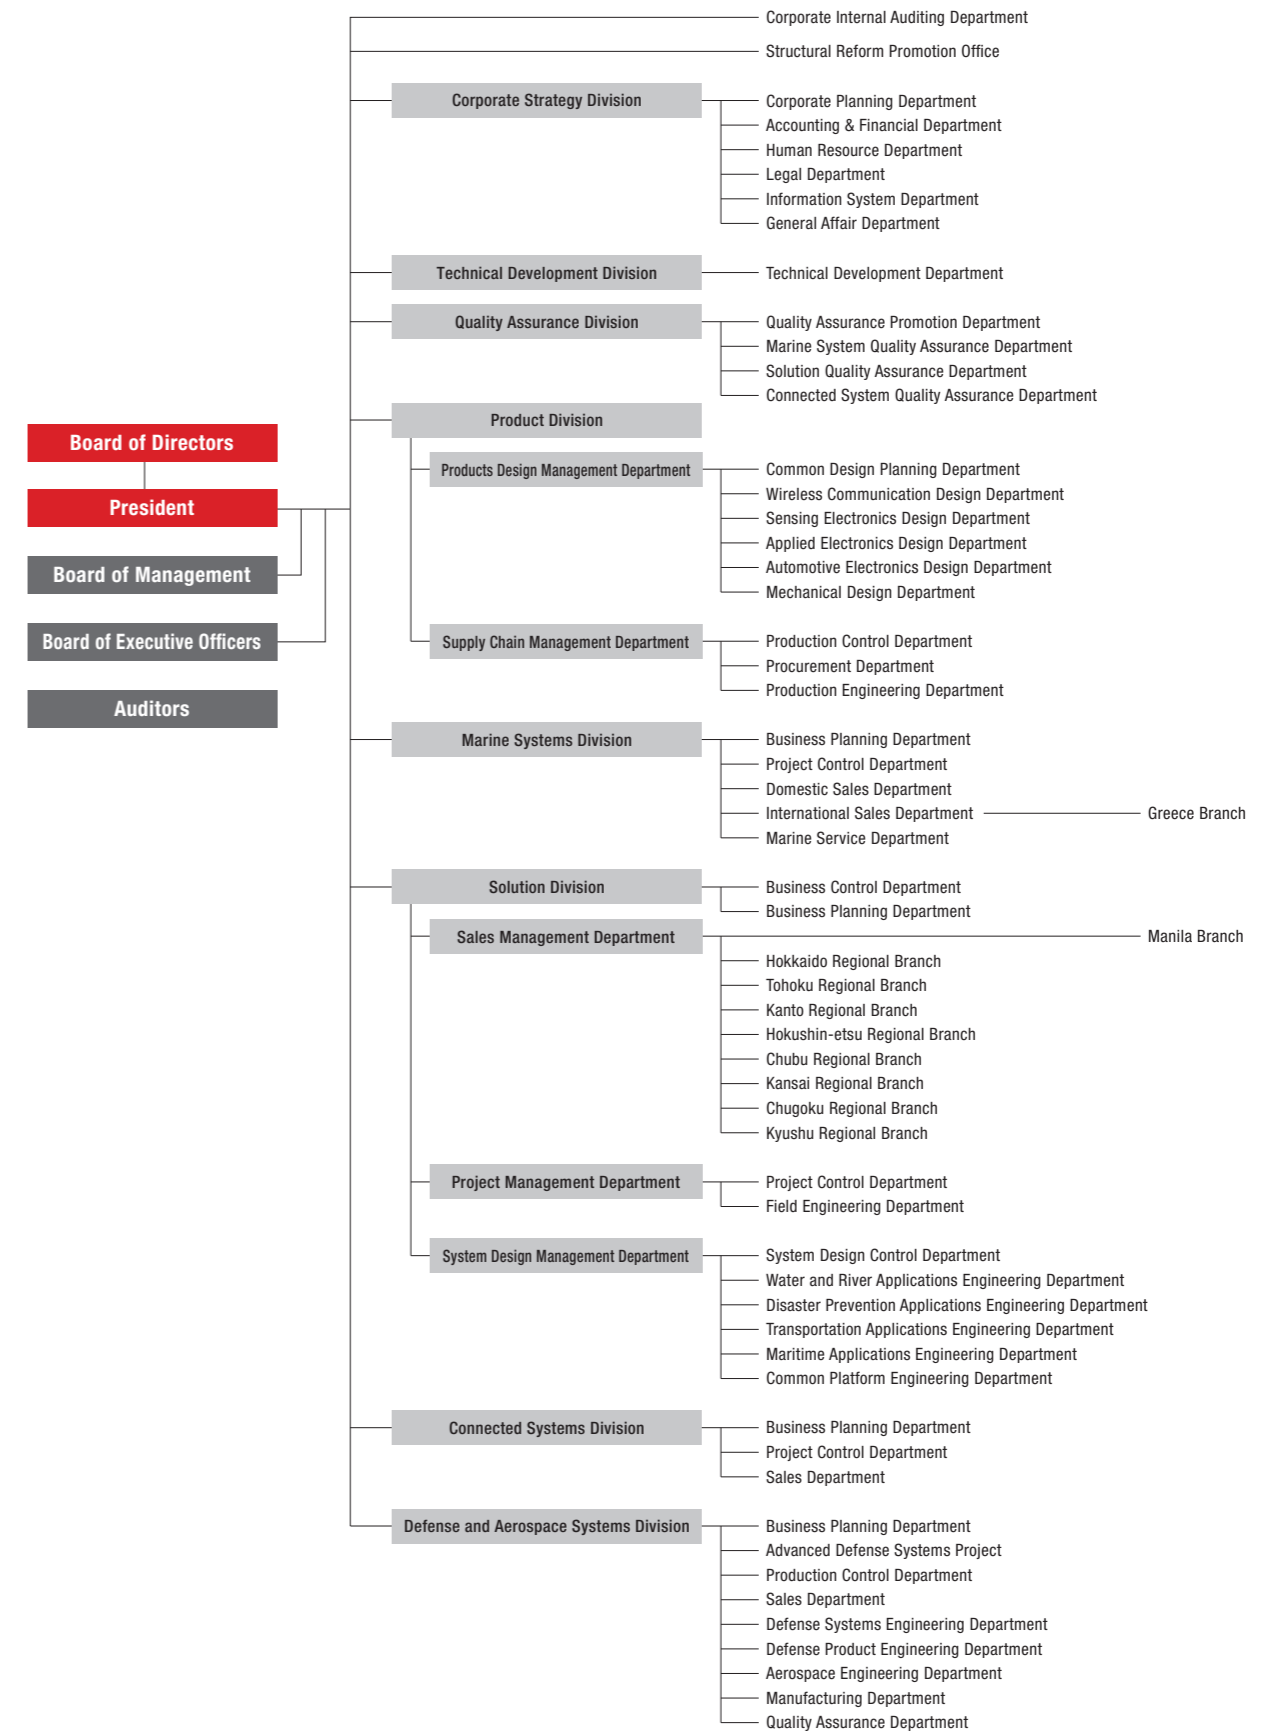 Board of Directors
President
Board of Management
Board of Executive Officers
Auditors
Corporate Internal Auditing Department
Structural Reform Promotion Office
Corporate Strategy Division
Corporate Planning Department
Accounting & Financial Department
Human Resource Department
Legal Department
Information System Department
General Affair Department
Technical Development Division
Technical Development Department
Quality Assurance Division
Quality Assurance Promotion Department
Marine System Quality Assurance Department
Solution Quality Assurance Department
Connected System Quality Assurance Department
Product Division
Products Design Management Department
Common Design Planning Department
Wireless Communication Design Department
Sensing Electronics Design Department
Applied Electronics Design Department
Automotive Electronics Design Department
Mechanical Design Department
Supply Chain Management Department
Production Control Department
Procurement Department
Production Engineering Department
Marine Systems Division
Business Planning Department
Project Control Department
Domestic Sales Department
International Sales Department
Greece Branch
Marine Service Department
Solution Division
Business Control Department
Business Planning Department
Sales Management Department
Manila Branch
Hokkaido Regional Branch
Tohoku Regional Branch
Kanto Regional Branch
Hokushin-etsu Regional Branch
Chubu Regional Branch
Kansai Regional Branch
Chugoku Regional Branch
Kyushu Regional Branch
Project Management Department
Project Control Department
Field Engineering Department
System Design Management Department
System Design Control Department
Water and River Applications Engineering Department
Disaster Prevention Applications Engineering Department
Transportation Applications Engineering Department
Maritime Applications Engineering Department
Common Platform Engineering Department
Connected Systems Division
Business Planning Department
Project Control Department
Sales Department
Defense and Aerospace Systems Division
Business Planning Department
Advanced Defense Systems Project
Production Control Department
Sales Department
Defense Systems Engineering Department
Defense Product Engineering Department
Aerospace Engineering Department
Manufacturing Department
Quality Assurance Department